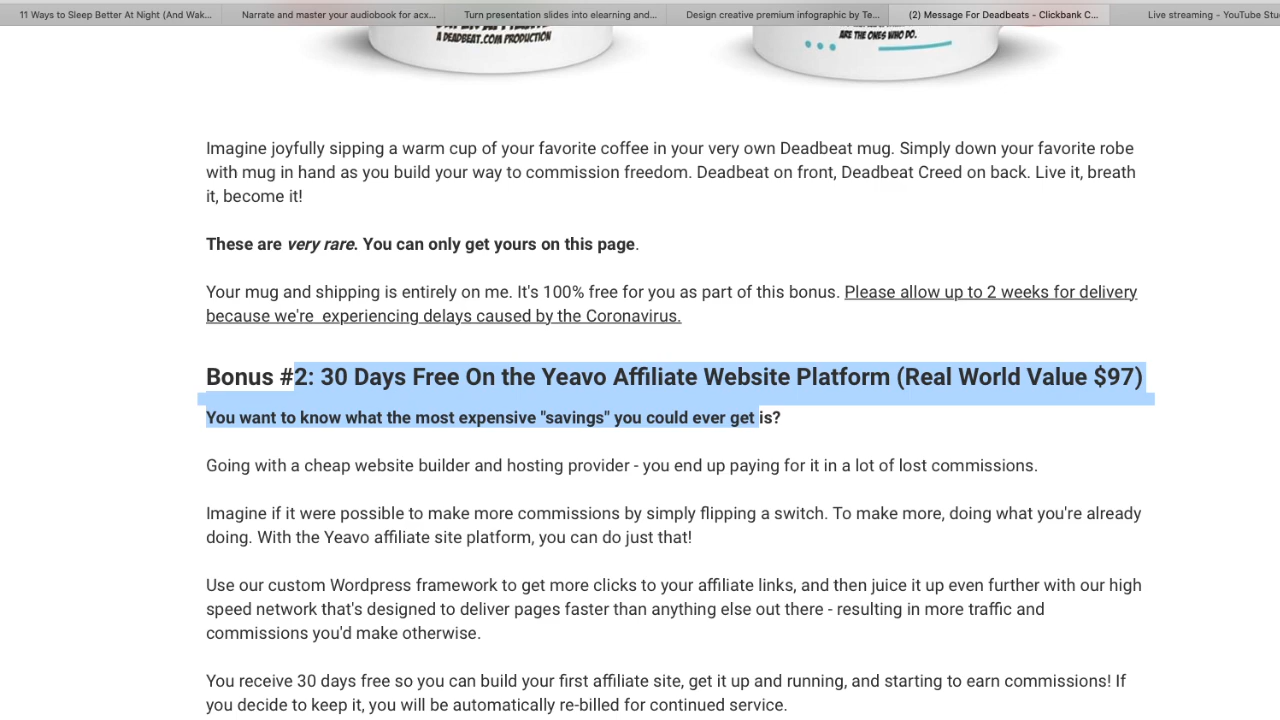 11 Ways to Sleep Better At Night (And Wak...
Narrate and master your audiobook for acx...
Turn presentation slides into elearning and...
Design creative premium infographic by Te...
(2) Message For Deadbeats - Clickbank C...
Live streaming - YouTube Stu
A DEADBEAT.COM PRODUCTION
ARE THE ONES WHO DO.
Imagine joyfully sipping a warm cup of your favorite coffee in your very own Deadbeat mug. Simply down your favorite robe
with mug in hand as you build your way to commission freedom. Deadbeat on front, Deadbeat Creed on back. Live it, breath
it, become it!
These are very rare. You can only get yours on this page.
Your mug and shipping is entirely on me. It's 100% free for you as part of this bonus. Please allow up to 2 weeks for delivery
because we're  experiencing delays caused by the Coronavirus.
Bonus #2: 30 Days Free On the Yeavo Affiliate Website Platform (Real World Value $97)
You want to know what the most expensive "savings" you could ever get is?
Going with a cheap website builder and hosting provider - you end up paying for it in a lot of lost commissions.
Imagine if it were possible to make more commissions by simply flipping a switch. To make more, doing what you're already
doing. With the Yeavo affiliate site platform, you can do just that!
Use our custom Wordpress framework to get more clicks to your affiliate links, and then juice it up even further with our high
speed network that's designed to deliver pages faster than anything else out there - resulting in more traffic and
commissions you'd make otherwise.
You receive 30 days free so you can build your first affiliate site, get it up and running, and starting to earn commissions! If
you decide to keep it, you will be automatically re-billed for continued service.